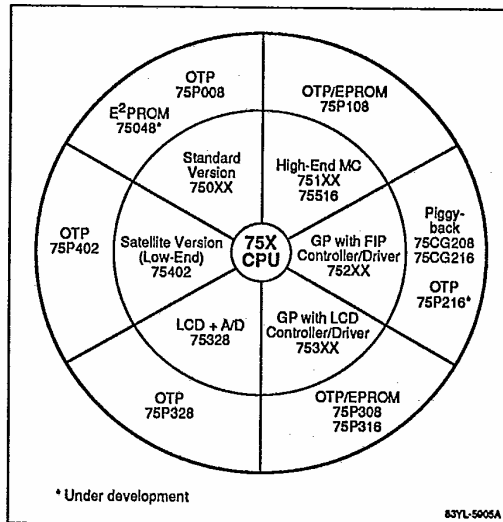 OTP
75P008
E²PROM
75048*
OTP/EPROM
75P108
Standard
Version
750XX
High-End MC
751XX
75516
OTP
75P402
Satellite Version
(Low-End)
75402
75X
CPU
GP with FIP
Controller/Driver
752XX
Piggy-
back
75CG208
75CG216
OTP
75P216*
LCD + A/D
75328
GP with LCD
Controller/Driver
753XX
OTP
75P328
OTP/EPROM
75P308
75P316
* Under development
83YL-5905A